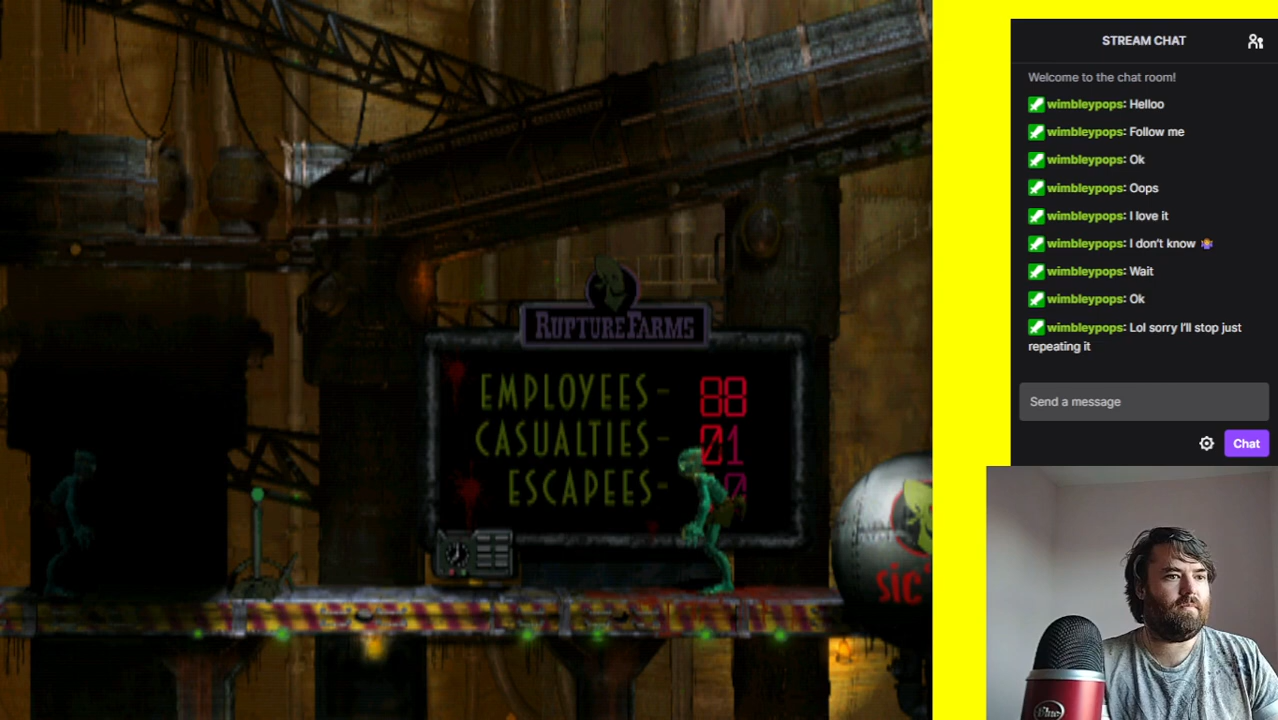 RUPTUREFARMS
EMPLOYEES- 88
CASUALTIES- 01
ESCAPEES-
sic'
STREAM CHAT
Welcome to the chat room!
wimbleypops: Helloo
wimbleypops: Follow me
wimbleypops: Ok
wimbleypops: Oops
wimbleypops: I love it
wimbleypops: I don't know 🤷‍♀️
wimbleypops: Wait
wimbleypops: Ok
wimbleypops: Lol sorry I'll stop just
repeating it
Send a message
Chat